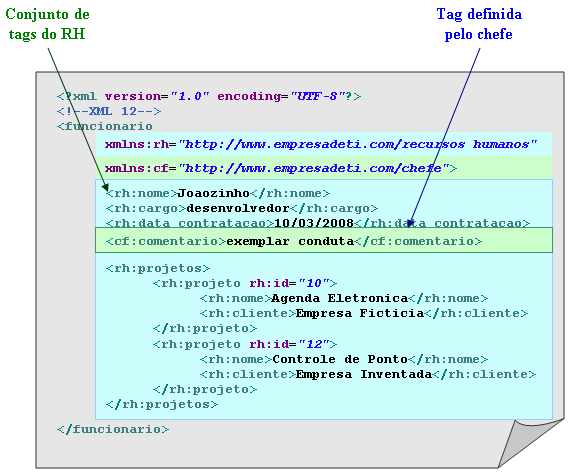 Conjunto de
tags do RH
Tag definida
pelo chefe
<?xml version="1.0" encoding="UTF-8"?>
<!--XML 12-->
<funcionario
xmlns:rh="http://www.empresadeti.com/recursos humanos"
xmlns:cf="http://www.empresadeti.com/chefe">
<rh:nome>Joaozinho</rh:nome>
<rh:cargo>desenvolvedor</rh:cargo>
<rh:data contratacao>10/03/2008</rh:data contratacao>
<cf:comentario>exemplar conduta</cf:comentario>
<rh:projetos>
<rh:projeto rh:id="10">
<rh:nome>Agenda Eletronica</rh:nome>
<rh:cliente>Empresa Ficticia</rh:cliente>
</rh:projeto>
<rh:projeto rh:id="12">
<rh:nome>Controle de Ponto</rh:nome>
<rh:cliente>Empresa Inventada</rh:cliente>
</rh:projeto>
</rh:projetos>
</funcionario>